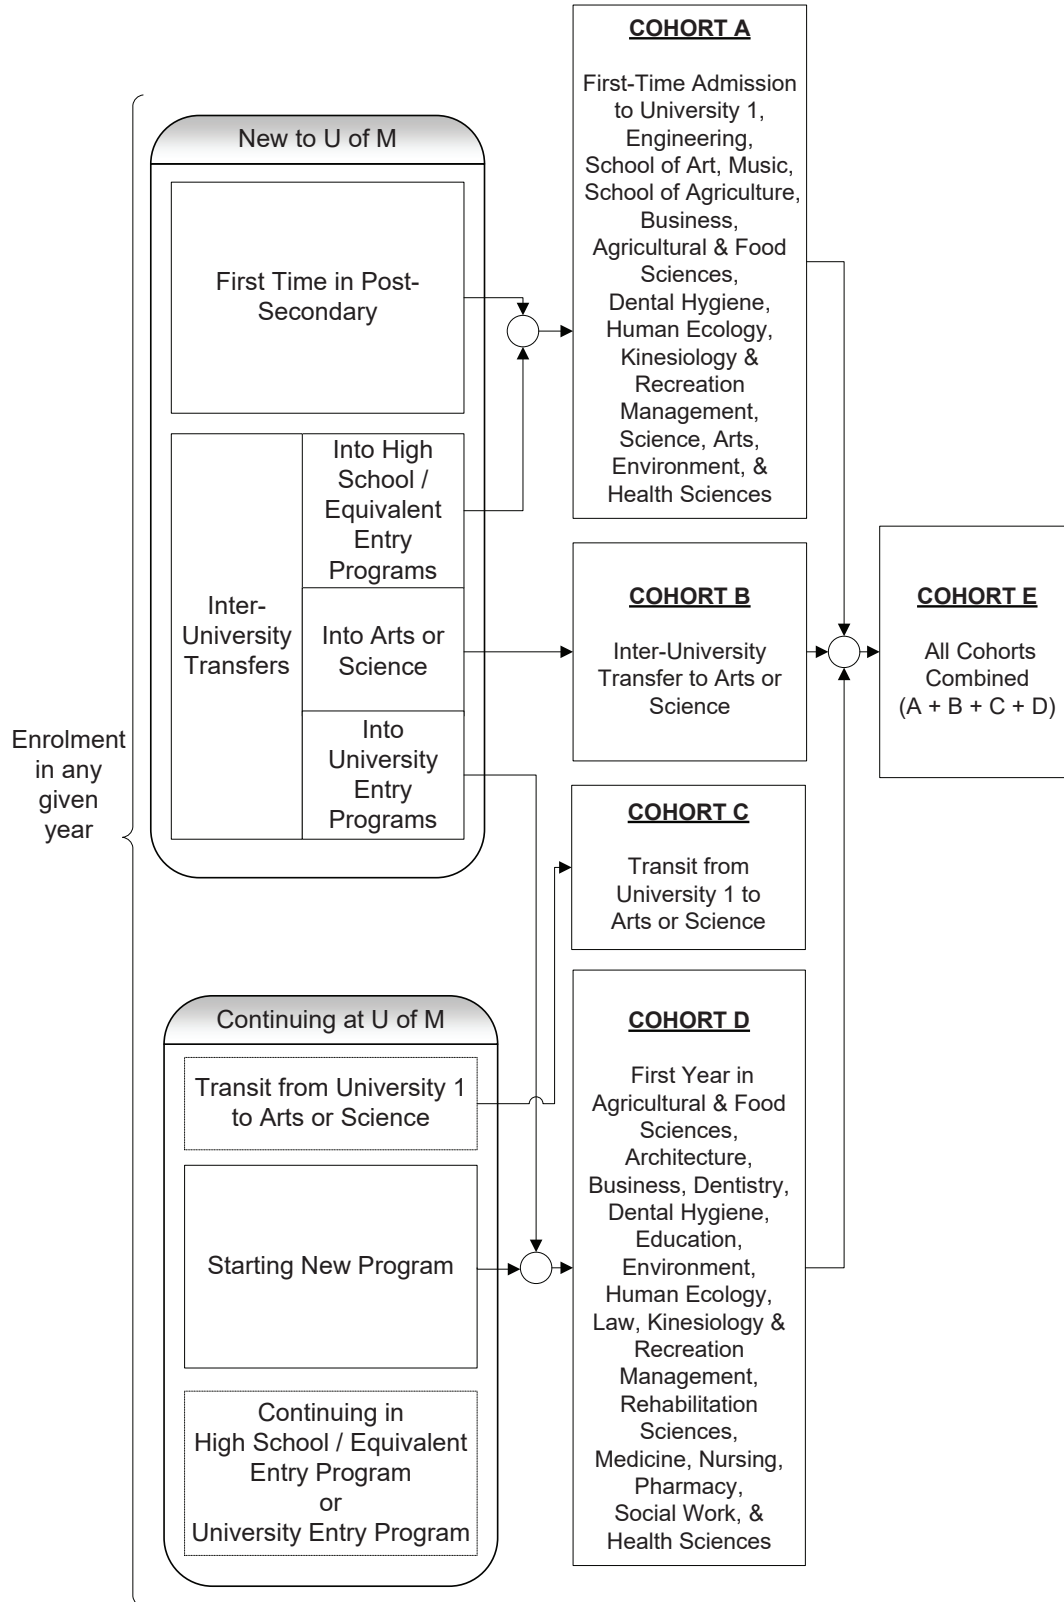 Enrolment
in any
given
year
New to U of M
First Time in Post-
Secondary
Inter-
University
Transfers
Into High
School /
Equivalent
Entry
Programs
Into Arts or
Science
Into
University
Entry
Programs
Continuing at U of M
Transit from University 1
to Arts or Science
Starting New Program
Continuing in
High School / Equivalent
Entry Program
or
University Entry Program
COHORT A
First-Time Admission
to University 1,
Engineering,
School of Art, Music,
School of Agriculture,
Business,
Agricultural & Food
Sciences,
Dental Hygiene,
Human Ecology,
Kinesiology &
Recreation
Management,
Science, Arts,
Environment, &
Health Sciences
COHORT B
Inter-University
Transfer to Arts or
Science
COHORT C
Transit from
University 1 to
Arts or Science
COHORT D
First Year in
Agricultural & Food
Sciences,
Architecture,
Business, Dentistry,
Dental Hygiene,
Education,
Environment,
Human Ecology,
Law, Kinesiology &
Recreation
Management,
Rehabilitation
Sciences,
Medicine, Nursing,
Pharmacy,
Social Work, &
Health Sciences
COHORT E
All Cohorts
Combined
(A + B + C + D)